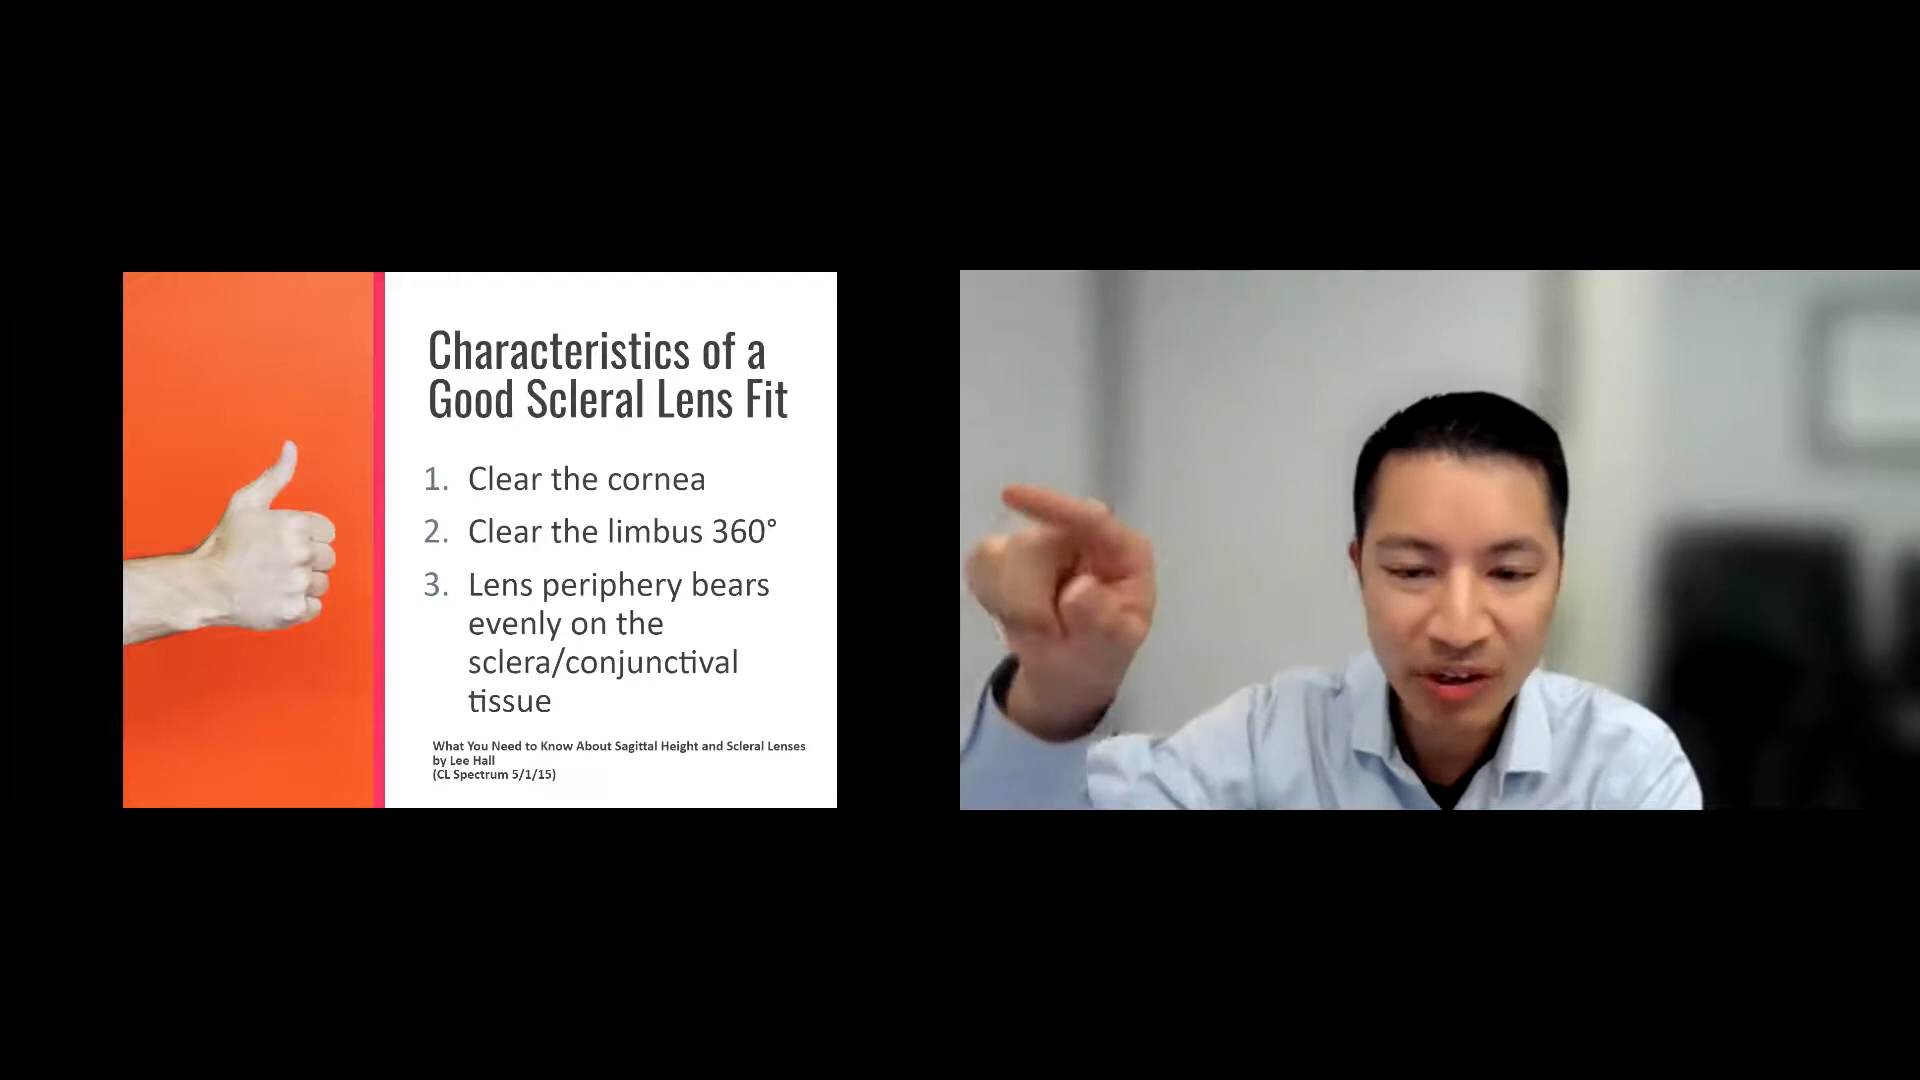 Characteristics of a
Good Scleral Lens Fit
1. Clear the cornea
2. Clear the limbus 360°
3. Lens periphery bears
evenly on the
sclera/conjunctival
tissue
What You Need to Know About Sagittal Height and Scleral Lenses
by Lee Hall
(CL Spectrum 5/1/15)